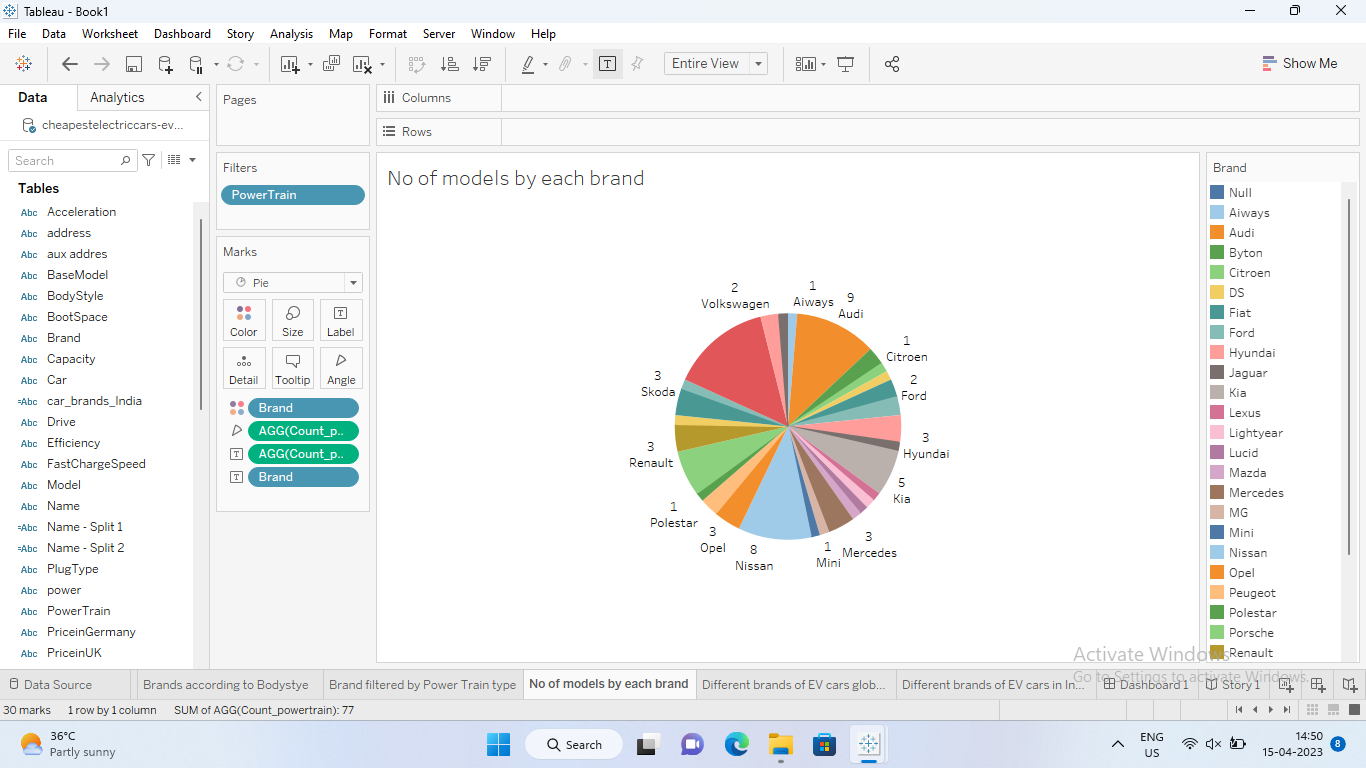 Tableau - Book1
File Data Worksheet Dashboard Story Analysis Map Format Server Window Help
Entire View
Show Me
Data Analytics
cheapestelectriccars-ev...
Search
Tables
Abc Acceleration
Abc address
Abc aux addres
Abc BaseModel
Abc BodyStyle
Abc BootSpace
Abc Brand
Abc Capacity
Abc Car
=Abc car_brands_India
Abc Drive
Abc Efficiency
Abc FastChargeSpeed
Abc Model
Abc Name
=Abc Name - Split 1
=Abc Name - Split 2
Abc PlugType
Abc power
Abc PowerTrain
Abc PriceinGermany
Abc PriceinUK
Pages
Filters
PowerTrain
Marks
Pie
Color Size Label
Detail Tooltip Angle
Brand
AGG(Count_p..
AGG(Count_p..
Brand
Columns
Rows
No of models by each brand
2
Volkswagen
1
Aiways
9
Audi
1
Citroen
2
Ford
3
Hyundai
5
Kia
3
Mercedes
1
Mini
8
Nissan
3
Opel
1
Polestar
3
Renault
3
Skoda
Brand
Null
Aiways
Audi
Byton
Citroen
DS
Fiat
Ford
Hyundai
Jaguar
Kia
Lexus
Lightyear
Lucid
Mazda
Mercedes
MG
Mini
Nissan
Opel
Peugeot
Polestar
Porsche
Renault
Activate Windows
Go to Settings to activate Windows.
Data Source Brands according to Bodystye Brand filtered by Power Train type No of models by each brand Different brands of EV cars glob... Different brands of EV cars in In... Dashboard 1 Story 1
30 marks 1 row by 1 column SUM of AGG(Count_powertrain): 77
36°C
Partly sunny
Search
ENG
US
14:50
15-04-2023
8